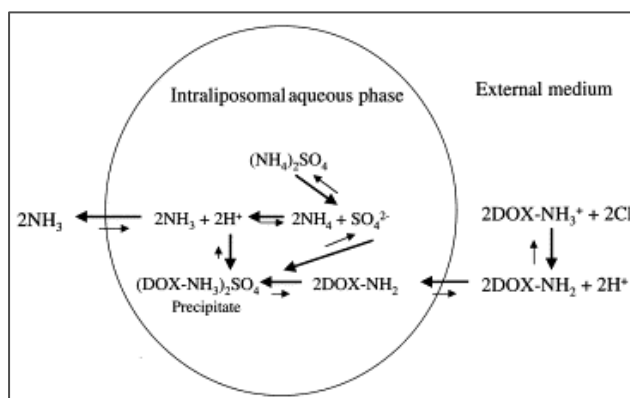 Intraliposomal aqueous phase
External medium
(NH₄)₂SO₄
2NH₃
2NH₃ + 2H⁺
2NH₄ + SO₄²⁻
2DOX-NH₃⁺ + 2Cl
(DOX-NH₃)₂SO₄
2DOX-NH₂
2DOX-NH₂ + 2H⁺
Precipitate